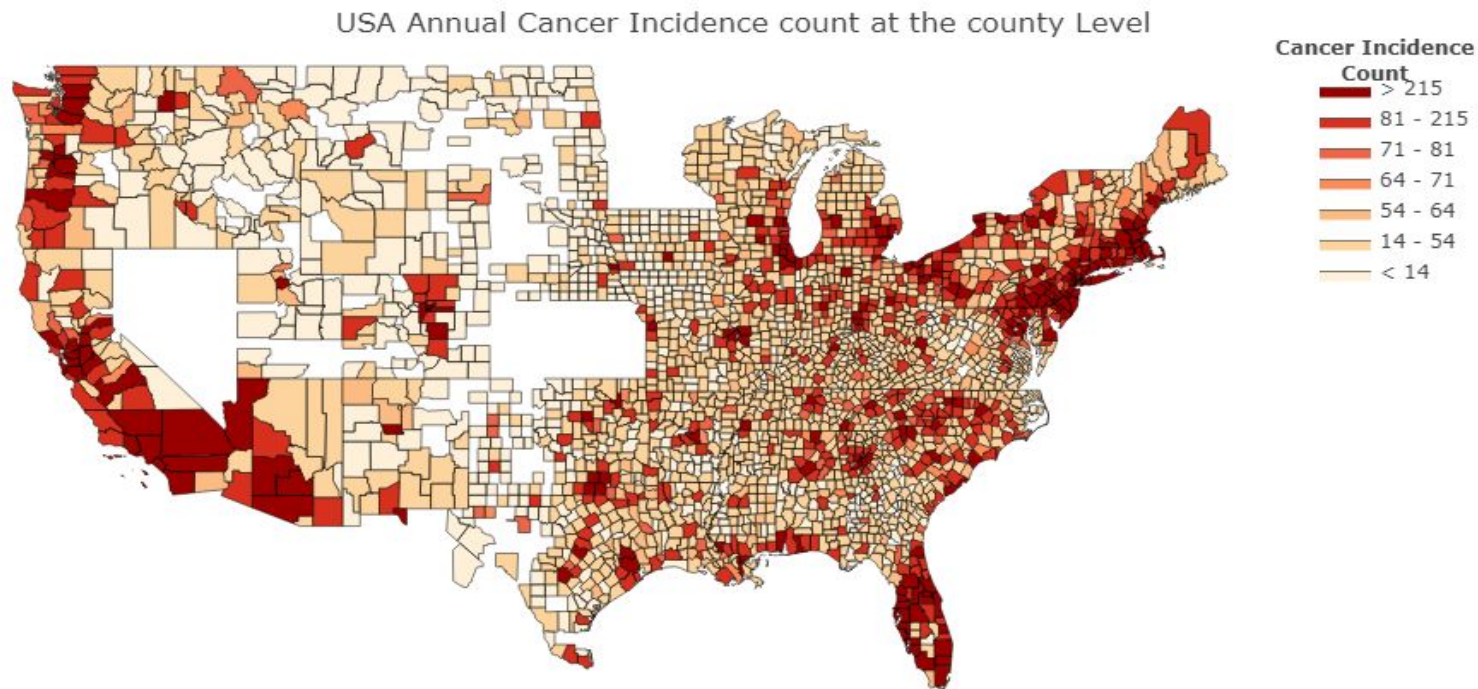 USA Annual Cancer Incidence count at the county Level
Cancer Incidence
Count
> 215
81 - 215
71 - 81
64 - 71
54 - 64
14 - 54
< 14